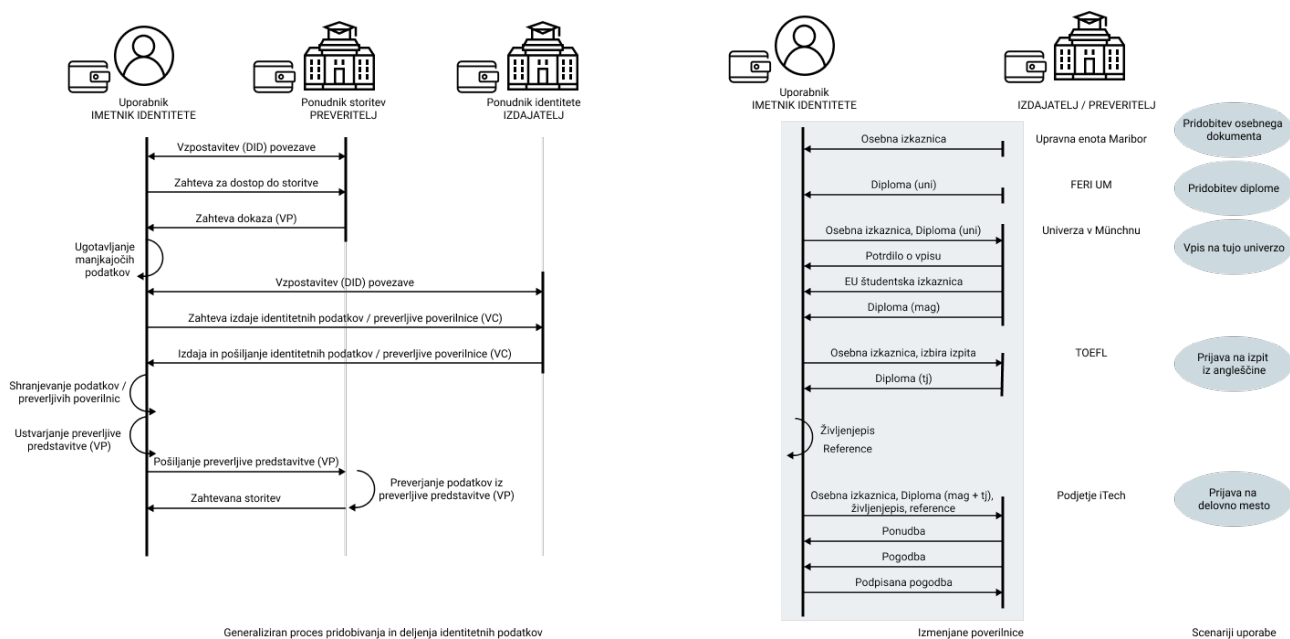 Uporabnik
IMETNIK IDENTITETE
Ponudnik storitev
PREVERITELJ
Ponudnik identitete
IZDAJATELJ
Vzpostavitev (DID) povezave
Zahteva za dostop do storitve
Zahteva dokaza (VP)
Ugotavljanje
manjkajočih
podatkov
Vzpostavitev (DID) povezave
Zahteva izdaje identitetnih podatkov / preverljive poverilnice (VC)
Izdaja in pošiljanje identitetnih podatkov / preverljive poverilnice (VC)
Shranjevanje podatkov /
preverljivih poverilnic
Ustvarjanje preverljive
predstavitve (VP)
Pošiljanje preverljive predstavitve (VP)
Preverjanje podatkov iz
preverljive predstavitve (VP)
Zahtevana storitev
Generaliziran proces pridobivanja in deljenja identitetnih podatkov
Uporabnik
IMETNIK IDENTITETE
IZDAJATELJ / PREVERITELJ
Osebna izkaznica
Upravna enota Maribor
Pridobitev osebnega
dokumenta
Diploma (uni)
FERI UM
Pridobitev diplome
Osebna izkaznica, Diploma (uni)
Univerza v Münchnu
Vpis na tujo univerzo
Potrdilo o vpisu
EU študentska izkaznica
Diploma (mag)
Osebna izkaznica, izbira izpita
TOEFL
Prijava na izpit
iz angleščine
Diploma (tj)
Življenjepis
Reference
Osebna izkaznica, Diploma (mag + tj),
življenjepis, reference
Podjetje iTech
Prijava na
delovno mesto
Ponudba
Pogodba
Podpisana pogodba
Izmenjane poverilnice
Scenariji uporabe